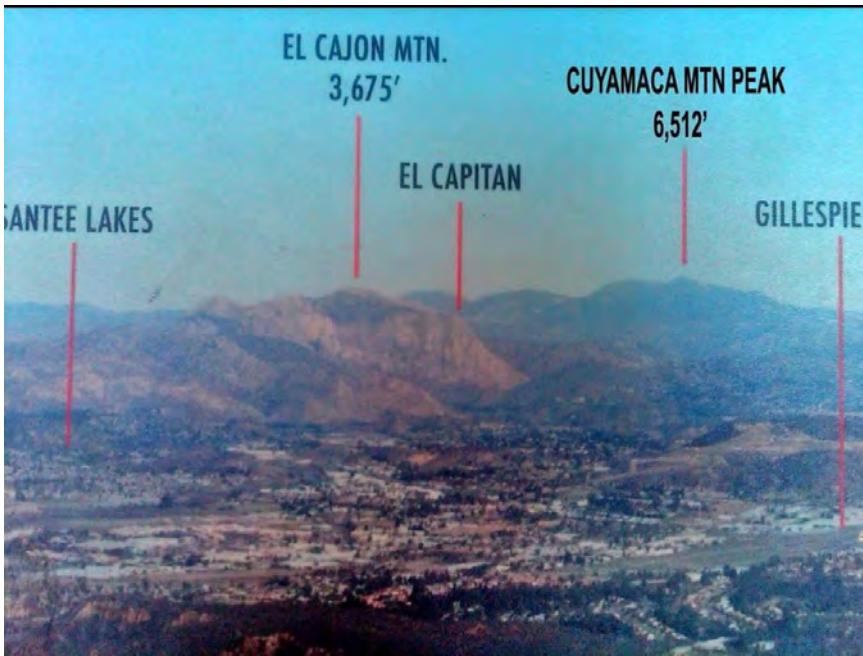 EL CAJON MTN.
3,675'
CUYAMACA MTN PEAK
6,512'
EL CAPITAN
SANTEE LAKES
GILLESPIE